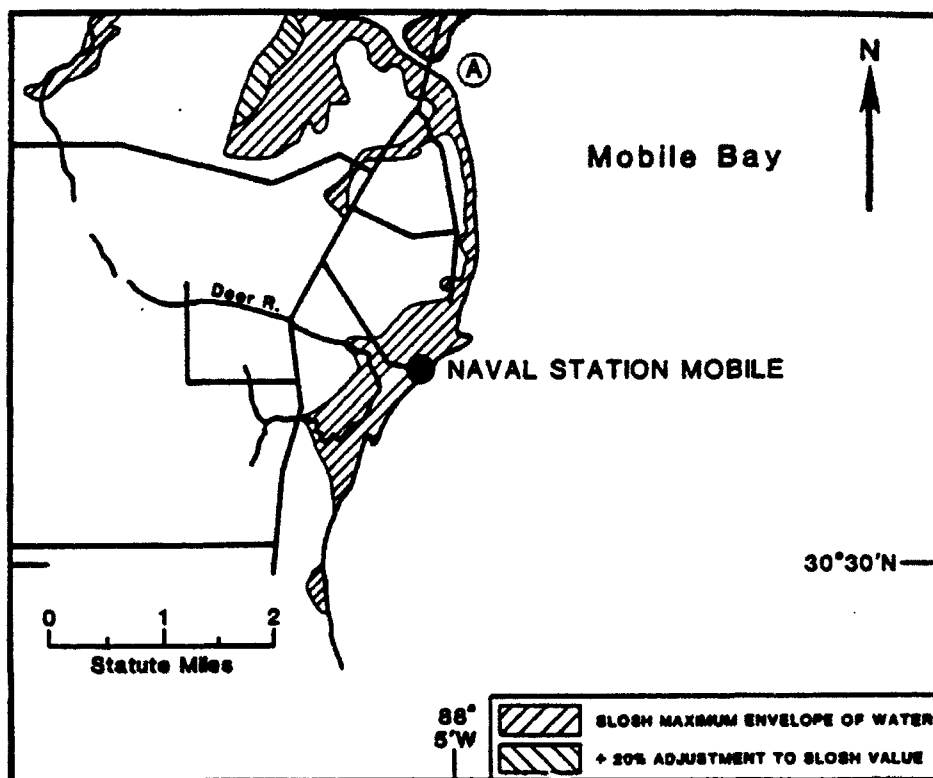 N
A
Mobile Bay
Deer R.
NAVAL STATION MOBILE
30°30'N
0 1 2
Statute Miles
88°
5'W
SLOSH MAXIMUM ENVELOPE OF WATER
+ 20% ADJUSTMENT TO SLOSH VALUE